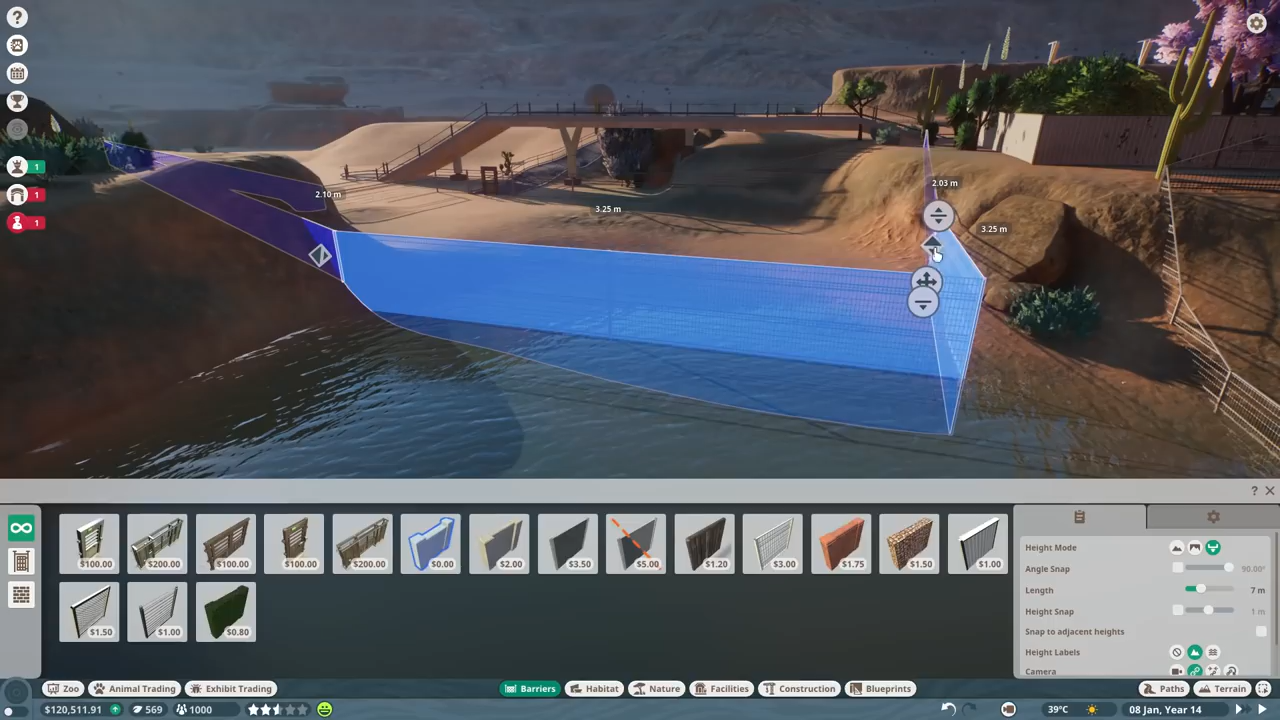 ?
1
1
1
2.10 m
3.25 m
2.03 m
3.25 m
?
$100.00
$200.00
$100.00
$100.00
$200.00
$0.00
$2.00
$3.50
$5.00
$1.20
$3.00
$1.75
$1.50
$1.00
$1.50
$1.00
$0.80
Height Mode
Angle Snap 90.00°
Length 7 m
Height Snap 1 m
Snap to adjacent heights
Height Labels
Camera
Zoo
Animal Trading
Exhibit Trading
Barriers
Habitat
Nature
Facilities
Construction
Blueprints
Paths
Terrain
$120,511.91
569
1000
39°C
08 Jan, Year 14